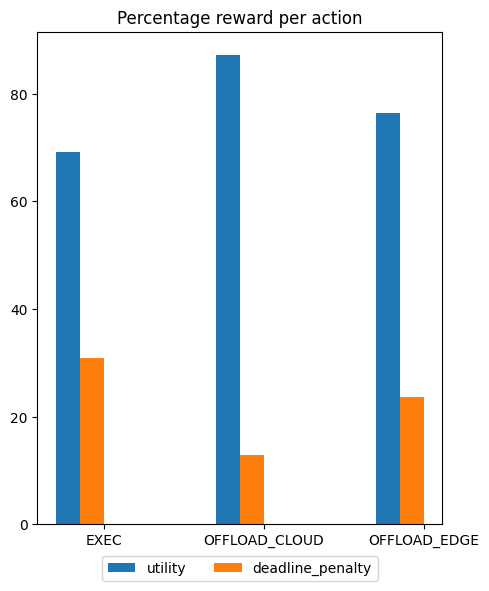 Percentage reward per action
80
60
40
20
0
EXEC OFFLOAD_CLOUD OFFLOAD_EDGE
utility deadline_penalty